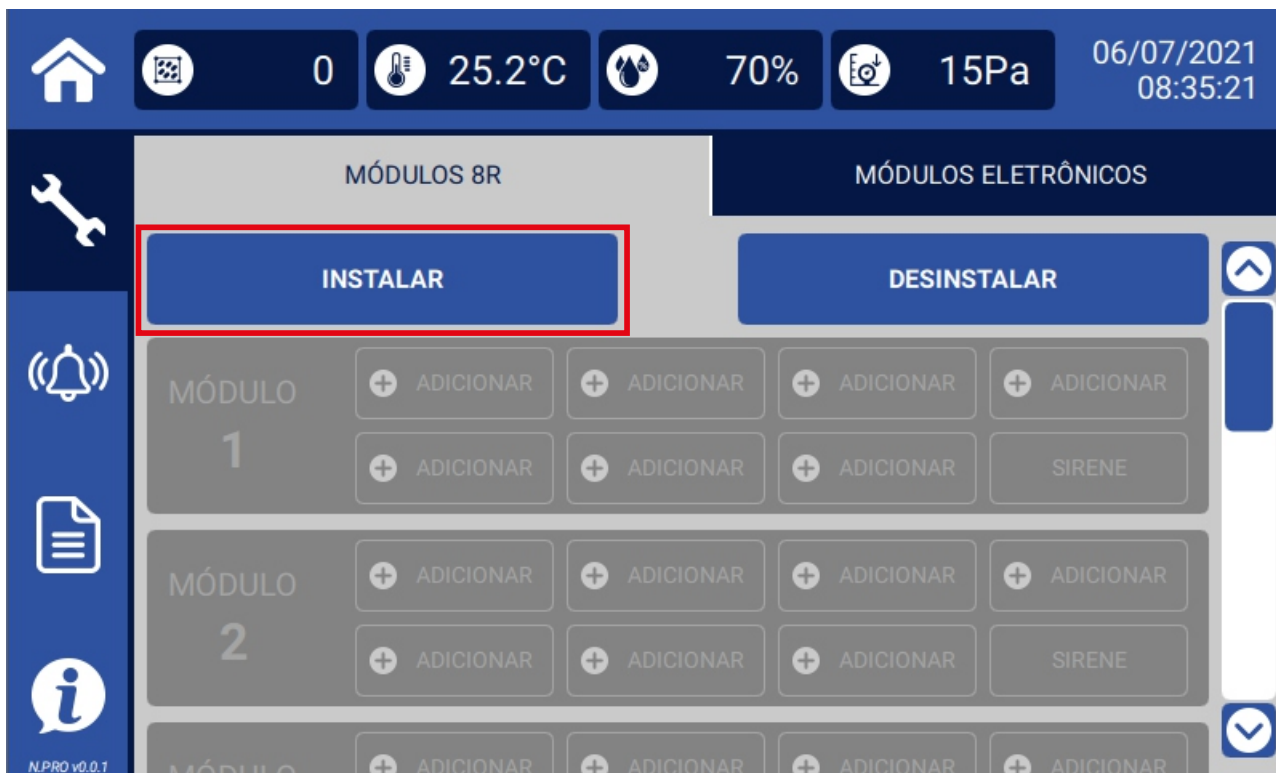 0 25.2°C 70% 15Pa 06/07/2021
08:35:21
MÓDULOS 8R MÓDULOS ELETRÔNICOS
INSTALAR DESINSTALAR
MÓDULO
1
ADICIONAR ADICIONAR ADICIONAR ADICIONAR
ADICIONAR ADICIONAR ADICIONAR SIRENE
MÓDULO
2
ADICIONAR ADICIONAR ADICIONAR ADICIONAR
ADICIONAR ADICIONAR ADICIONAR SIRENE
MÓDULO ADICIONAR ADICIONAR ADICIONAR ADICIONAR
N.PRO v0.0.1